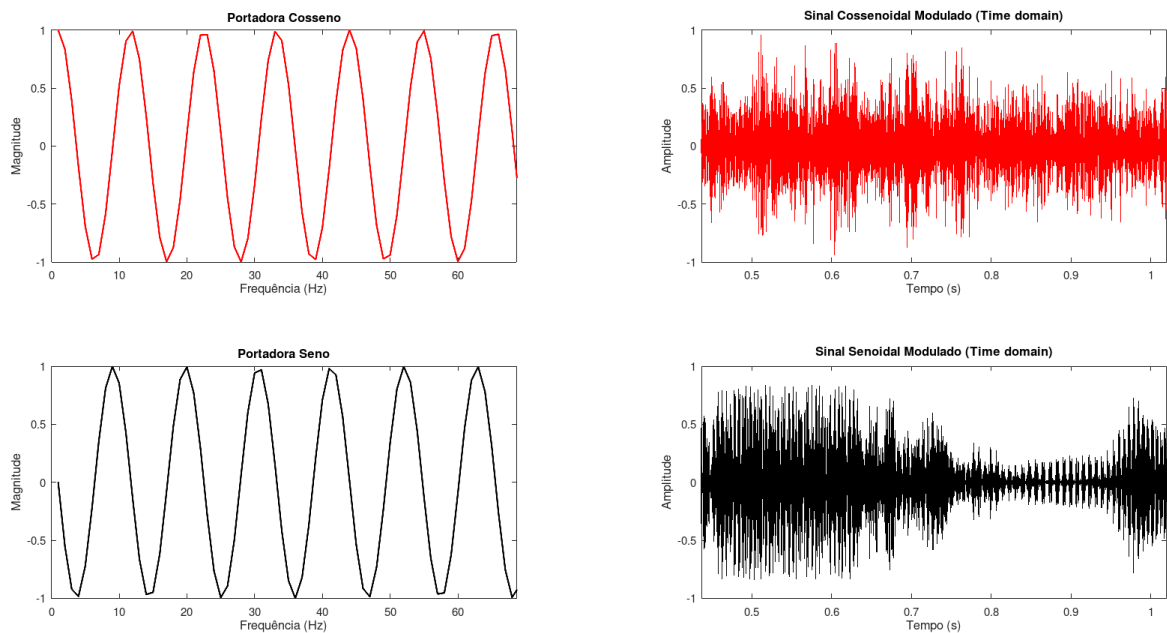 Portadora Cosseno
1
0.5
0
-0.5
-1
Magnitude
0 10 20 30 40 50 60
Frequência (Hz)
Sinal Cossenoidal Modulado (Time domain)
1
0.5
0
-0.5
-1
Amplitude
0.5 0.6 0.7 0.8 0.9 1
Tempo (s)
Portadora Seno
1
0.5
0
-0.5
-1
Magnitude
0 10 20 30 40 50 60
Frequência (Hz)
Sinal Senoidal Modulado (Time domain)
1
0.5
0
-0.5
-1
Amplitude
0.5 0.6 0.7 0.8 0.9 1
Tempo (s)